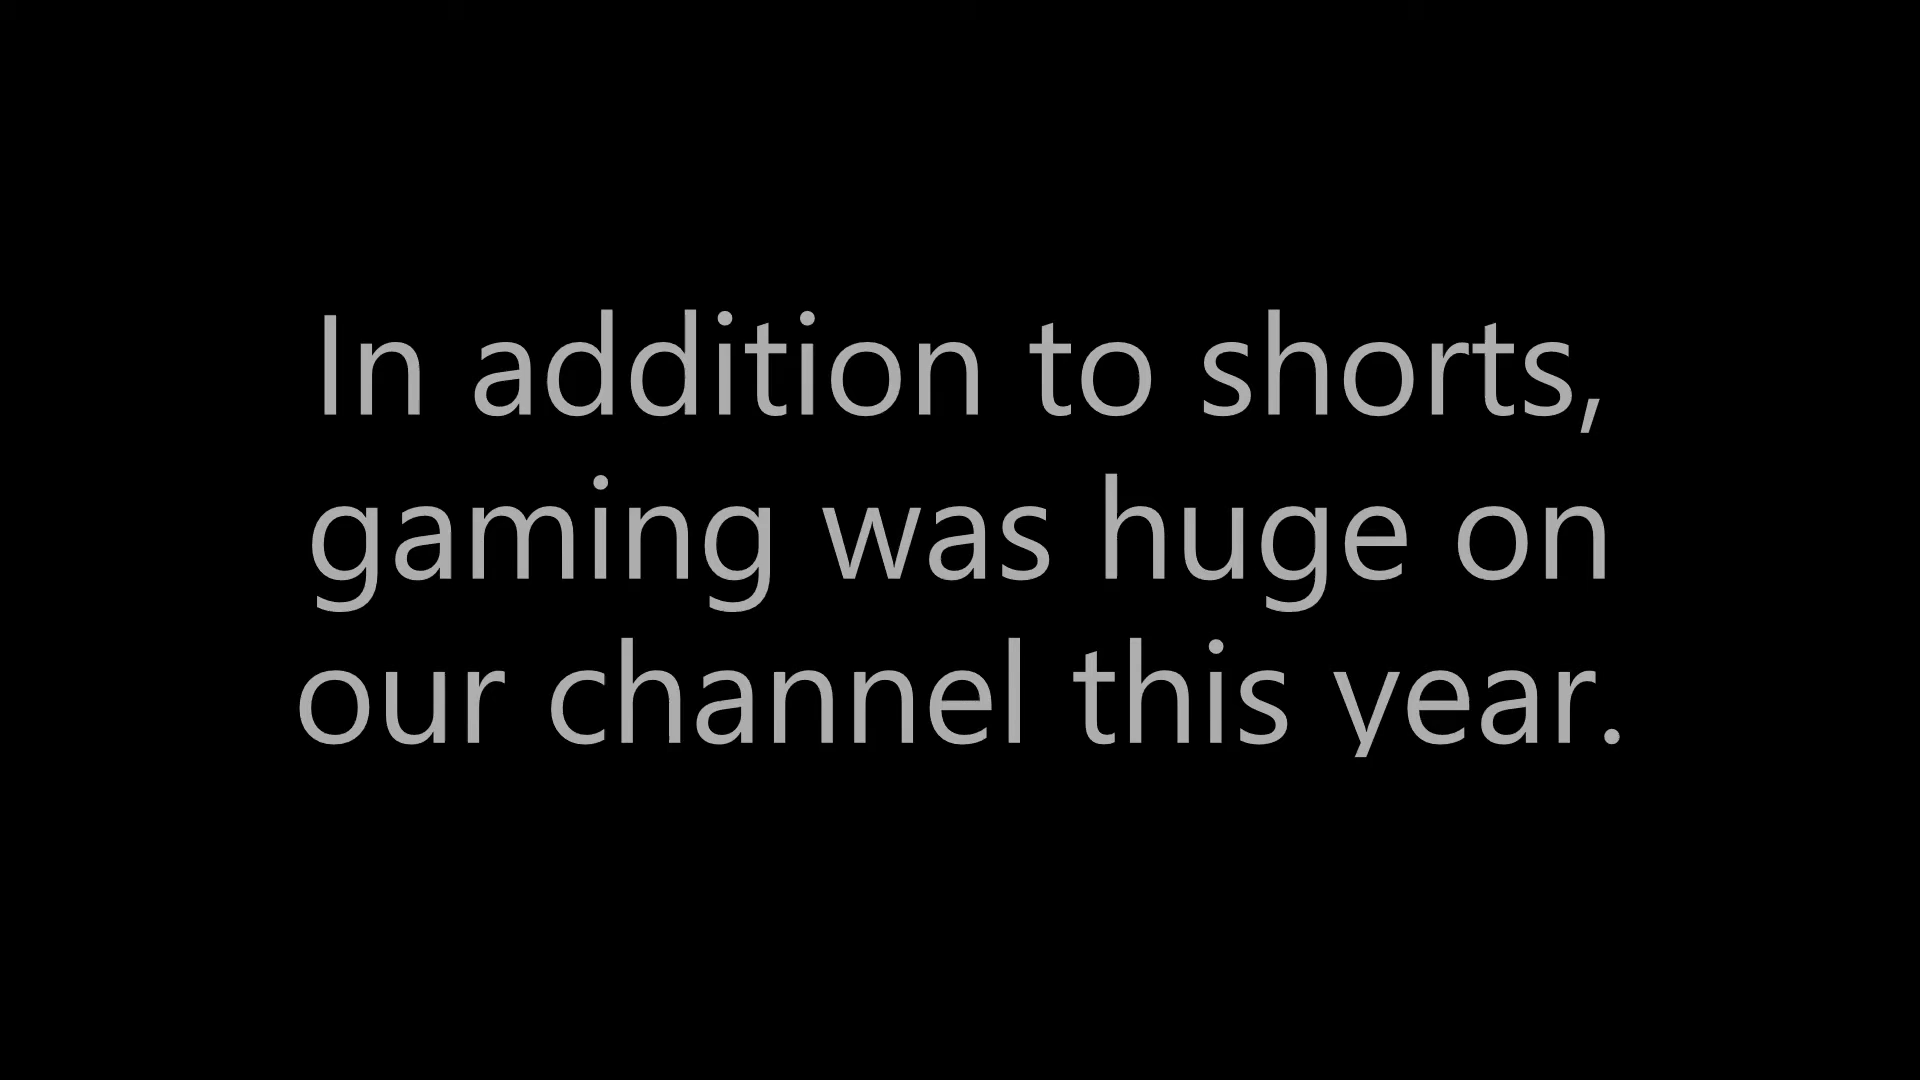 In addition to shorts,
gaming was huge on
our channel this year.